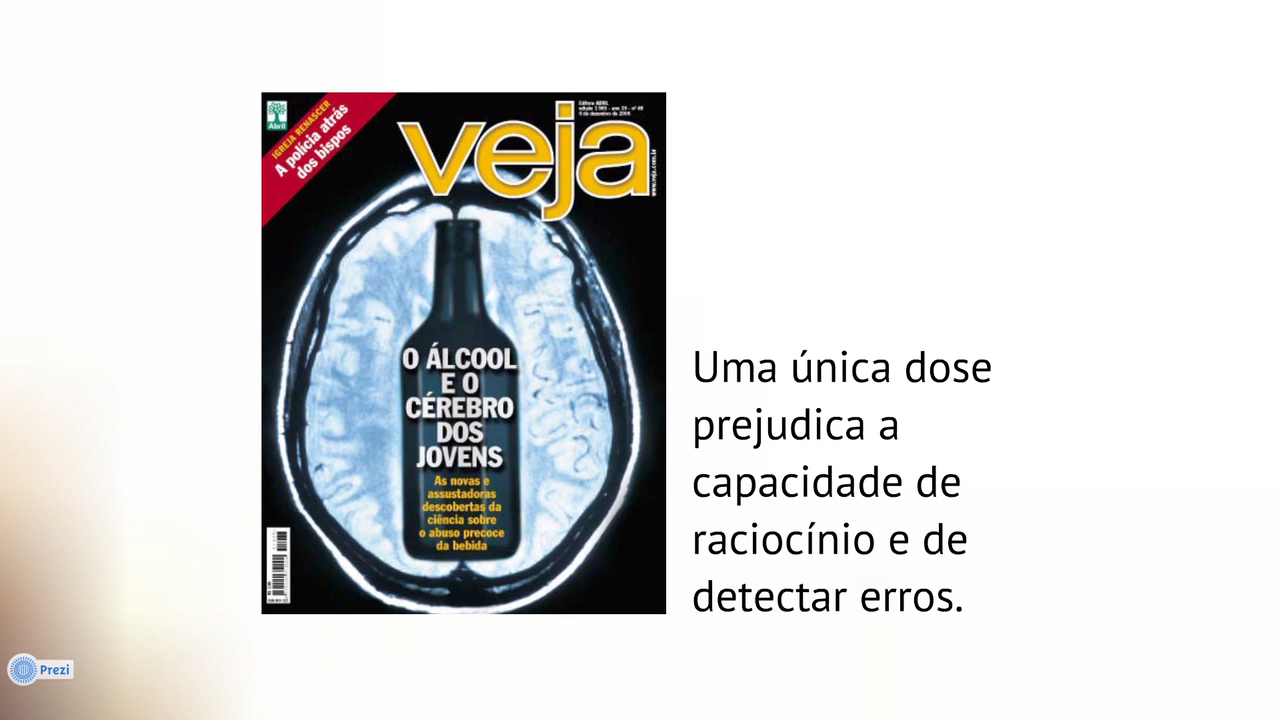 Abril
IGREJA RENASCER
A polícia atrás
dos bispos
veja
Editora ABRIL
www.veja.com.br
O ÁLCOOL
E O
CÉREBRO
DOS
JOVENS
As novas e
assustadoras
descobertas da
ciência sobre
o abuso precoce
da bebida
Uma única dose
prejudica a
capacidade de
raciocínio e de
detectar erros.
Prezi